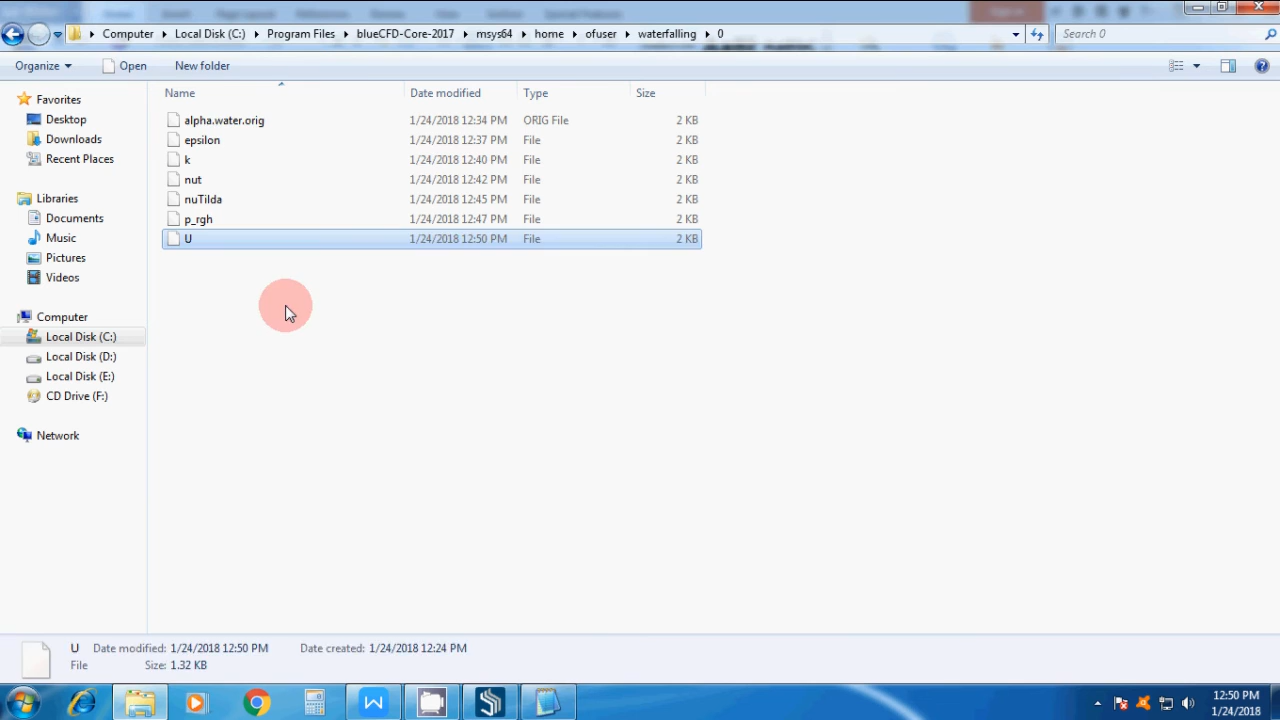 Computer Local Disk (C:) Program Files blueCFD-Core-2017 msys64 home ofuser waterfalling 0 Search 0
Organize Open New folder
Name Date modified Type Size
Favorites
Desktop
Downloads
Recent Places
Libraries
Documents
Music
Pictures
Videos
Computer
Local Disk (C:)
Local Disk (D:)
Local Disk (E:)
CD Drive (F:)
Network
alpha.water.orig 1/24/2018 12:34 PM ORIG File 2 KB
epsilon 1/24/2018 12:37 PM File 2 KB
k 1/24/2018 12:40 PM File 2 KB
nut 1/24/2018 12:42 PM File 2 KB
nuTilda 1/24/2018 12:45 PM File 2 KB
p_rgh 1/24/2018 12:47 PM File 2 KB
U 1/24/2018 12:50 PM File 2 KB
U Date modified: 1/24/2018 12:50 PM Date created: 1/24/2018 12:24 PM
File Size: 1.32 KB
12:50 PM
1/24/2018